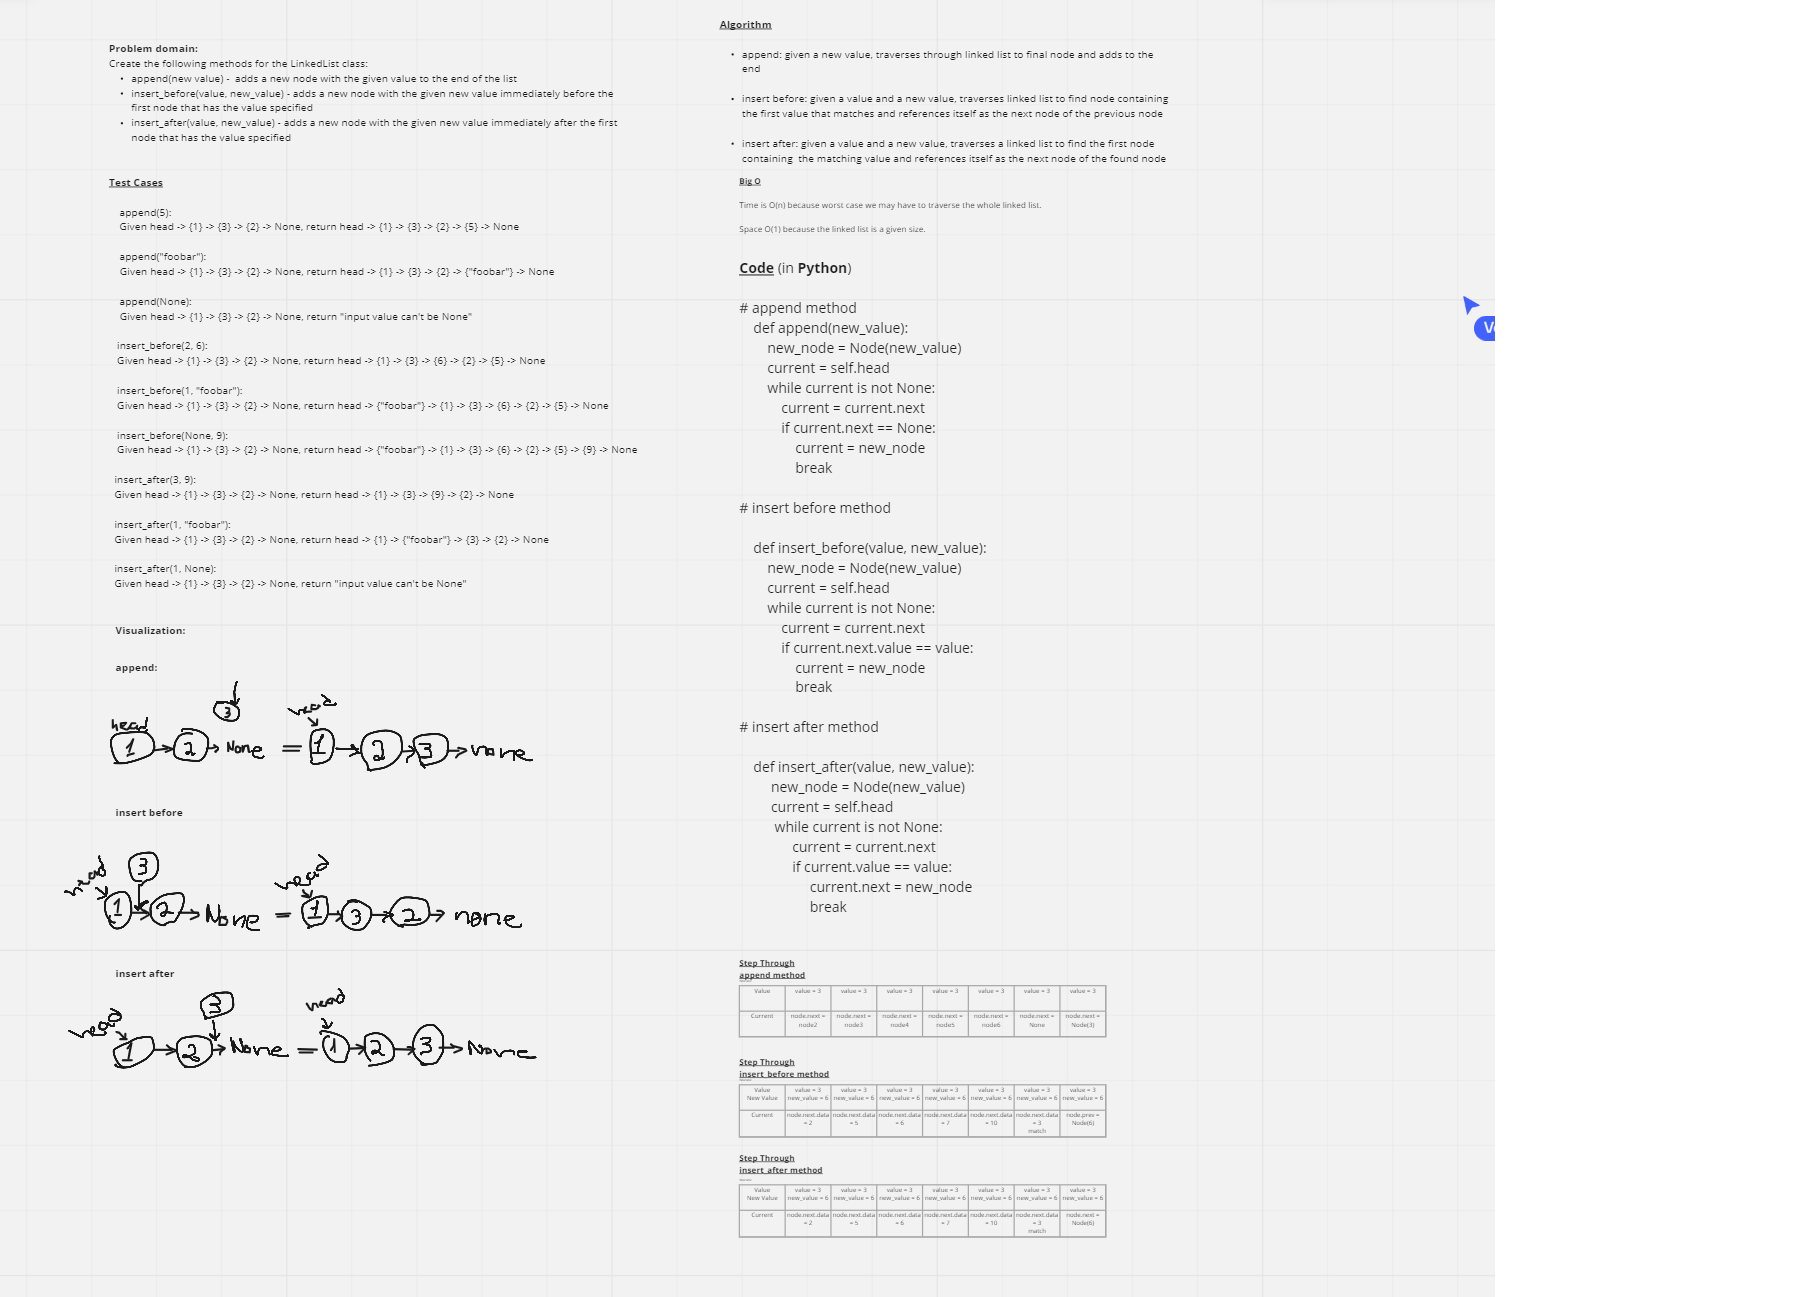 Problem domain:
Create the following methods for the LinkedList class:
• append(new value) - adds a new node with the given value to the end of the list
• insert_before(value, new_value) - adds a new node with the given new value immediately before the
first node that has the value specified
• insert_after(value, new_value) - adds a new node with the given new value immediately after the first
node that has the value specified
Test Cases
append(5):
Given head -> {1} -> {3} -> {2} -> None, return head -> {1} -> {3} -> {2} -> {5} -> None
append("foobar"):
Given head -> {1} -> {3} -> {2} -> None, return head -> {1} -> {3} -> {2} -> {"foobar"} -> None
append(None):
Given head -> {1} -> {3} -> {2} -> None, return "input value can't be None"
insert_before(2, 6):
Given head -> {1} -> {3} -> {2} -> None, return head -> {1} -> {3} -> {6} -> {2} -> {5} -> None
insert_before(1, "foobar"):
Given head -> {1} -> {3} -> {2} -> None, return head -> {"foobar"} -> {1} -> {3} -> {6} -> {2} -> {5} -> None
insert_before(None, 9):
Given head -> {1} -> {3} -> {2} -> None, return head -> {"foobar"} -> {1} -> {3} -> {6} -> {2} -> {5} -> {9} -> None
insert_after(3, 9):
Given head -> {1} -> {3} -> {2} -> None, return head -> {1} -> {3} -> {9} -> {2} -> None
insert_after(1, "foobar"):
Given head -> {1} -> {3} -> {2} -> None, return head -> {1} -> {"foobar"} -> {3} -> {2} -> None
insert_after(1, None):
Given head -> {1} -> {3} -> {2} -> None, return "input value can't be None"
Visualization:
append:
3
head head
1 → 2 → None = 1 → 2 → 3 → none
insert before
head 3 head
1 → 2 → None = 1 → 3 → 2 → none
insert after
head 3 head
1 → 2 → None = 1 → 2 → 3 → None
Algorithm
• append: given a new value, traverses through linked list to final node and adds to the
end
• insert before: given a value and a new value, traverses linked list to find node containing
the first value that matches and references itself as the next node of the previous node
• insert after: given a value and a new value, traverses a linked list to find the first node
containing the matching value and references itself as the next node of the found node
Big O
Time is O(n) because worst case we may have to traverse the whole linked list.
Space O(1) because the linked list is a given size.
Code (in Python)
# append method
def append(new_value):
new_node = Node(new_value)
current = self.head
while current is not None:
current = current.next
if current.next == None:
current = new_node
break
# insert before method
def insert_before(value, new_value):
new_node = Node(new_value)
current = self.head
while current is not None:
current = current.next
if current.next.value == value:
current = new_node
break
# insert after method
def insert_after(value, new_value):
new_node = Node(new_value)
current = self.head
while current is not None:
current = current.next
if current.value == value:
current.next = new_node
break
Step Through
append method
Value value = 3 value = 3 value = 3 value = 3 value = 3 value = 3 value = 3
Current node.next = node.next = node.next = node.next = node.next = node.next = node.next =
node2 node3 node4 node5 node6 None Node(3)
Step Through
insert before method
Value value = 3 value = 3 value = 3 value = 3 value = 3 value = 3 value = 3
New Value new_value = 6 new_value = 6 new_value = 6 new_value = 6 new_value = 6 new_value = 6 new_value = 6
Current node.next.data node.next.data node.next.data node.next.data node.next.data node.next.data node.prev =
= 2 = 5 = 6 = 7 = 10 = 3 Node(6)
match
Step Through
insert after method
Value value = 3 value = 3 value = 3 value = 3 value = 3 value = 3 value = 3
New Value new_value = 6 new_value = 6 new_value = 6 new_value = 6 new_value = 6 new_value = 6 new_value = 6
Current node.next.data node.next.data node.next.data node.next.data node.next.data node.next.data node.next =
= 2 = 5 = 6 = 7 = 10 = 3 Node(6)
match